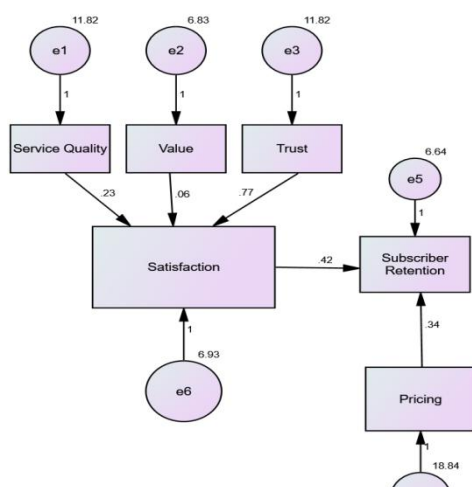 11.82
6.83
11.82
e1
e2
e3
1
1
1
Service Quality
Value
Trust
6.64
e5
1
.23
.06
.77
Satisfaction
.42
Subscriber
Retention
1
6.93
e6
.34
Pricing
1
18.84